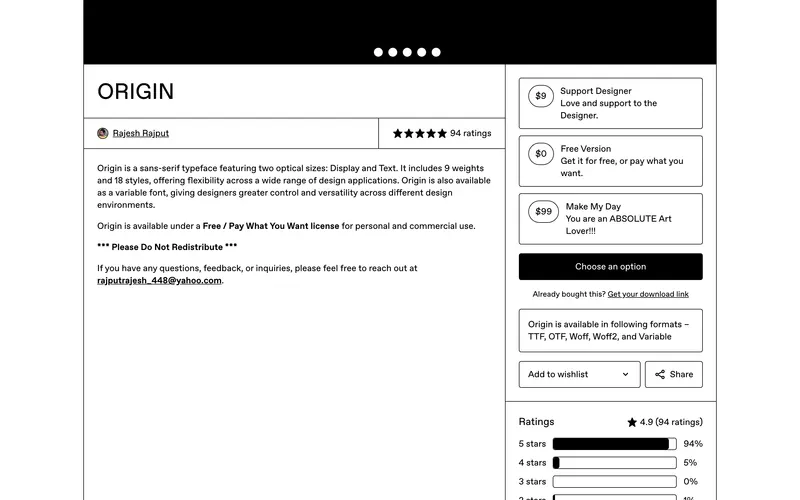 ORIGIN
Rajesh Rajput
94 ratings
Origin is a sans-serif typeface featuring two optical sizes: Display and Text. It includes 9 weights
and 18 styles, offering flexibility across a wide range of design applications. Origin is also available
as a variable font, giving designers greater control and versatility across different design
environments.
Origin is available under a Free / Pay What You Want license for personal and commercial use.
*** Please Do Not Redistribute ***
If you have any questions, feedback, or inquiries, please feel free to reach out at
rajputrajesh_448@yahoo.com.
$9
Support Designer
Love and support to the
Designer.
$0
Free Version
Get it for free, or pay what you
want.
$99
Make My Day
You are an ABSOLUTE Art
Lover!!!
Choose an option
Already bought this? Get your download link
Origin is available in following formats –
TTF, OTF, Woff, Woff2, and Variable
Add to wishlist
Share
Ratings
4.9 (94 ratings)
5 stars 94%
4 stars 5%
3 stars 0%